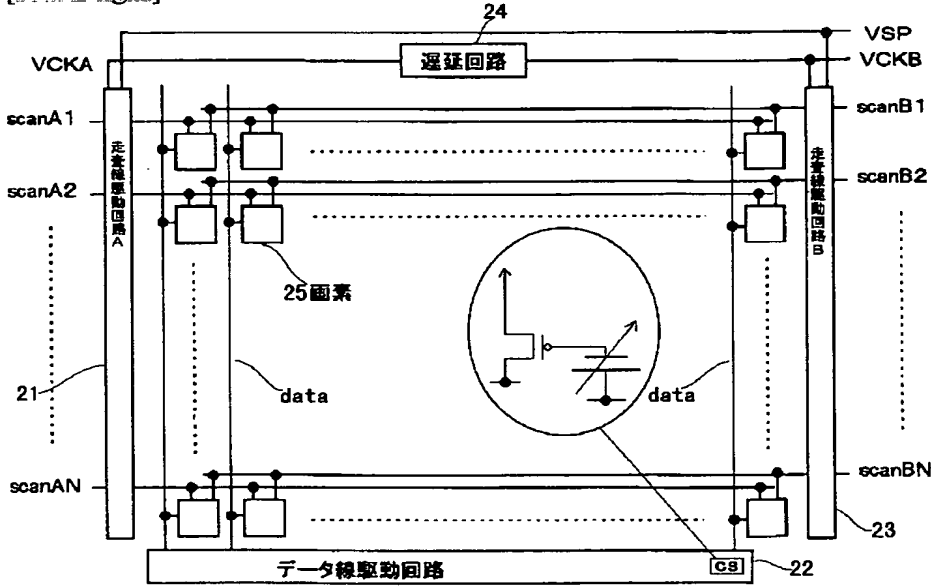 24
VSP
VCKA
遅延回路
VCKB
scanA1
scanB1
走査線駆動回路A
走査線駆動回路B
scanA2
scanB2
25画素
21
data
data
scanAN
scanBN
23
データ線駆動回路
CS
22